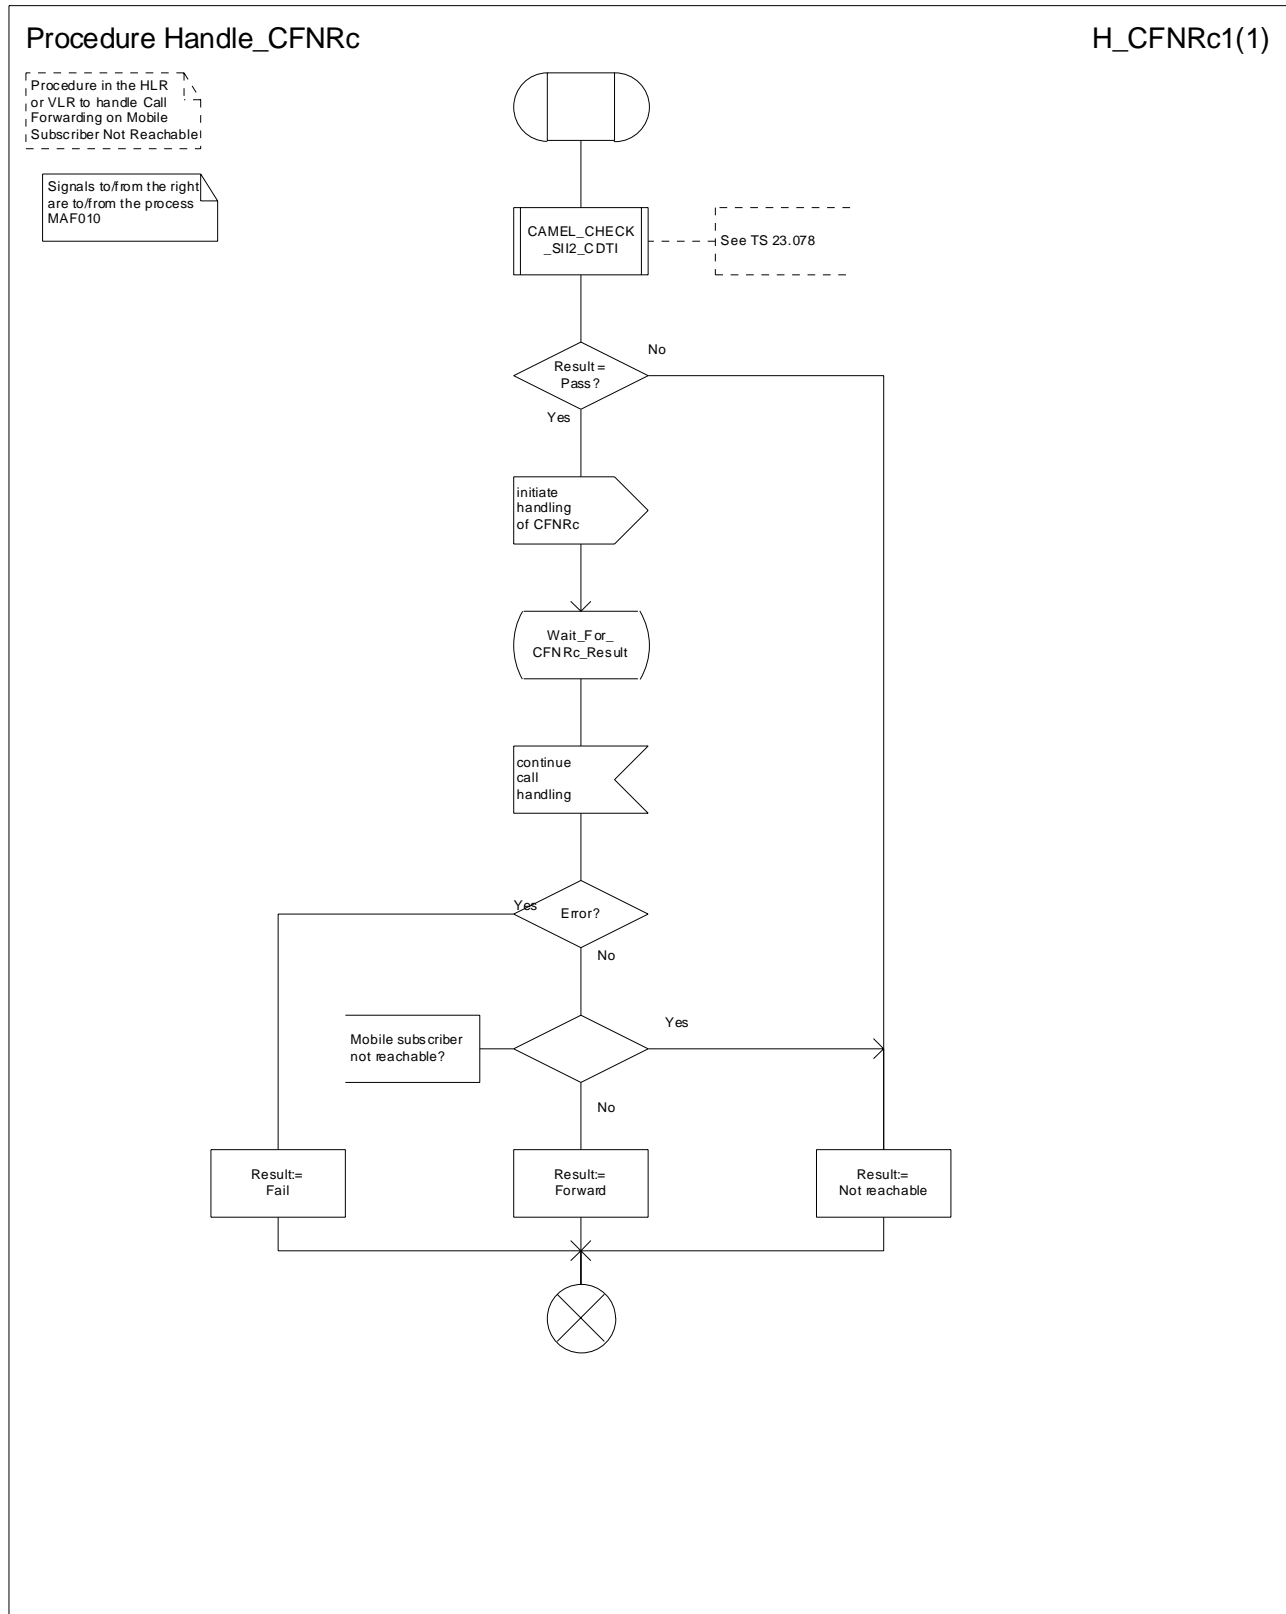 Procedure Handle_CFNRc
H_CFNRc1(1)
Procedure in the HLR
or VLR to handle Call
Forwarding on Mobile
Subscriber Not Reachable
Signals to/from the right
are to/from the process
MAF010
CAMEL_CHECK
_SII2_CDTI
See TS 23.078
No
Result=
Pass?
Yes
initiate
handling
of CFNRc
Wait_For_
CFNRc_Result
continue
call
handling
Yes
Error?
No
Mobile subscriber
not reachable?
Yes
No
Result:=
Fail
Result:=
Forward
Result:=
Not reachable